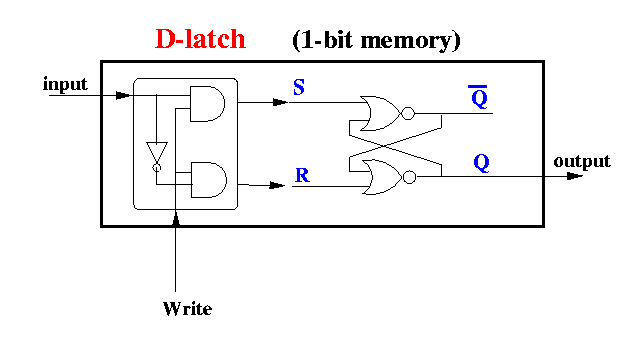 D-latch (1-bit memory)
input
S
Q
R
Q
output
Write